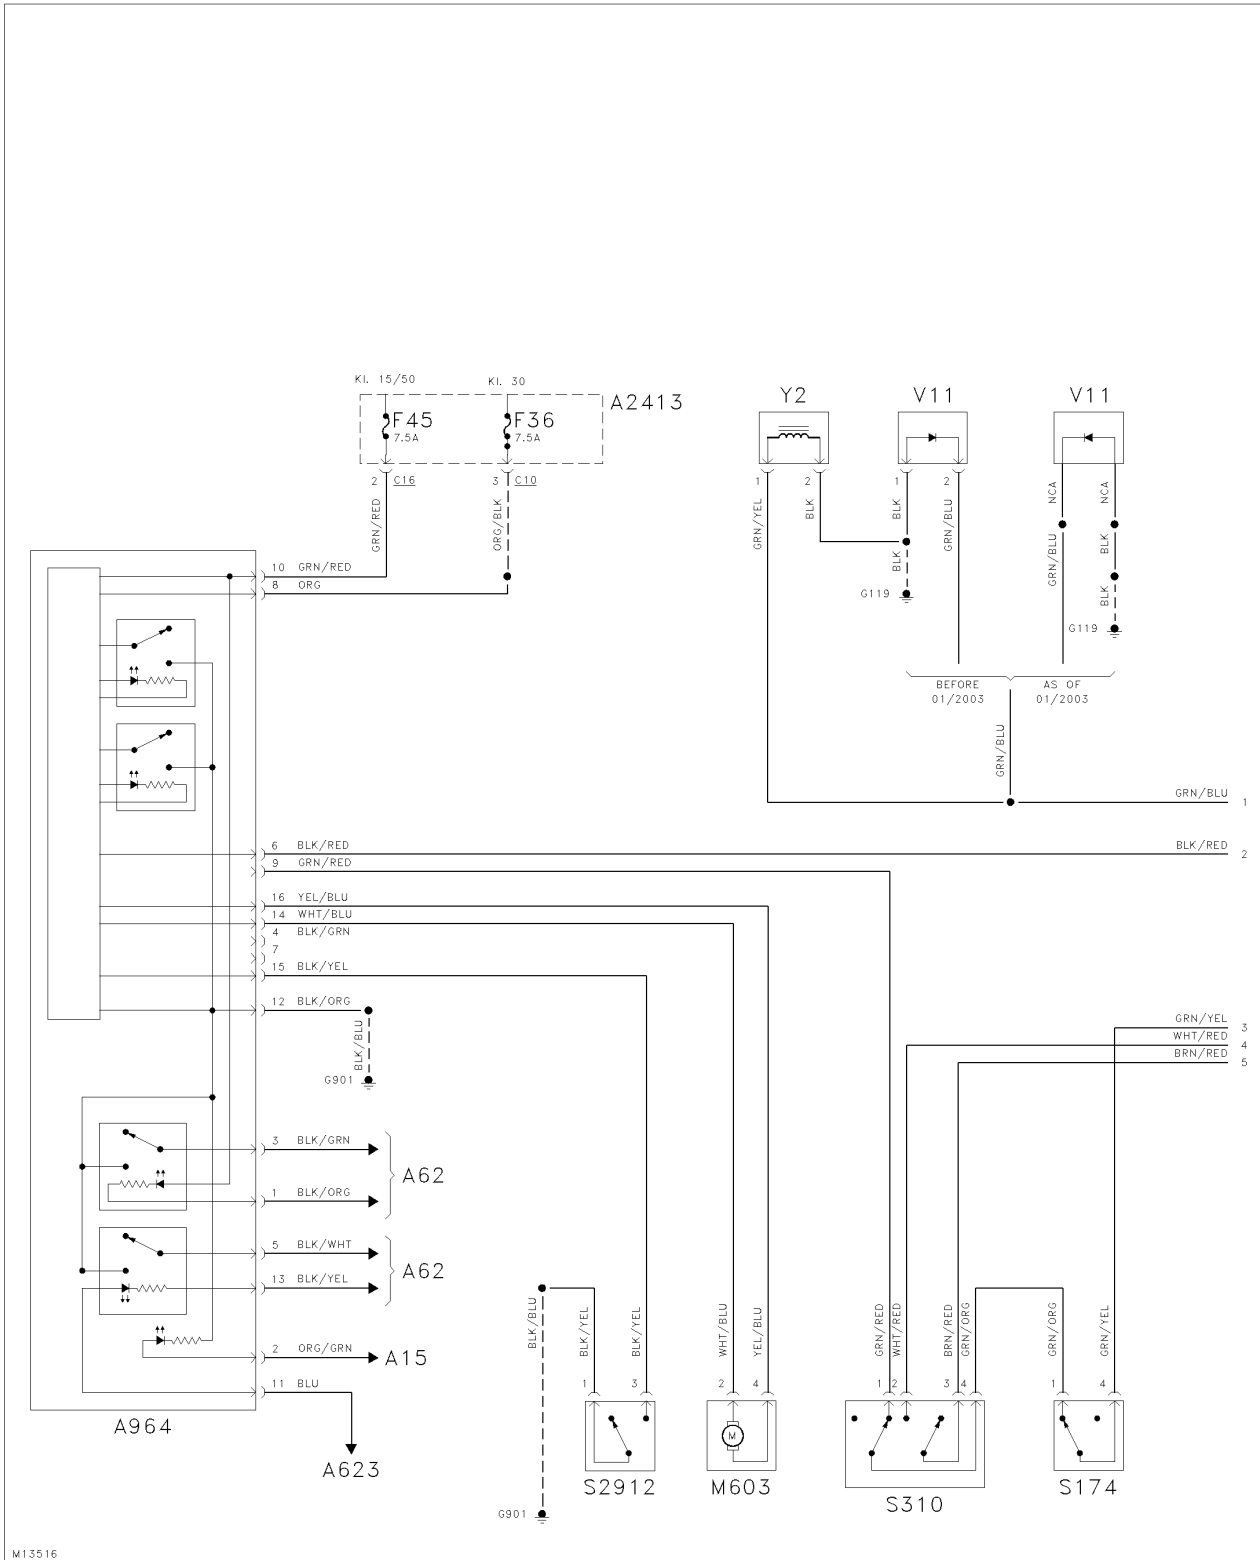 KI. 15/50
KI. 30
A2413
F45
7.5A
F36
7.5A
2 C16
3 C10
GRN/RED
ORG/BLK
Y2
V11
V11
1
2
1
2
GRN/YEL
BLK
BLK
GRN/BLU
NCA
NCA
BLK
GRN/BLU
BLK
BLK
G119
G119
BEFORE
01/2003
AS OF
01/2003
GRN/BLU
GRN/BLU 1
10 GRN/RED
8 ORG
6 BLK/RED
BLK/RED 2
9 GRN/RED
16 YEL/BLU
14 WHT/BLU
4 BLK/GRN
7
15 BLK/YEL
12 BLK/ORG
BLK/BLU
G901
GRN/YEL 3
WHT/RED 4
BRN/RED 5
3 BLK/GRN
A62
1 BLK/ORG
5 BLK/WHT
A62
13 BLK/YEL
2 ORG/GRN
A15
11 BLU
A964
A623
BLK/BLU
BLK/YEL
BLK/YEL
WHT/BLU
YEL/BLU
GRN/RED
WHT/RED
BRN/RED
GRN/ORG
GRN/ORG
GRN/YEL
1
3
2
4
1
2
3
4
1
4
M
S2912
M603
S310
S174
G901
M13516